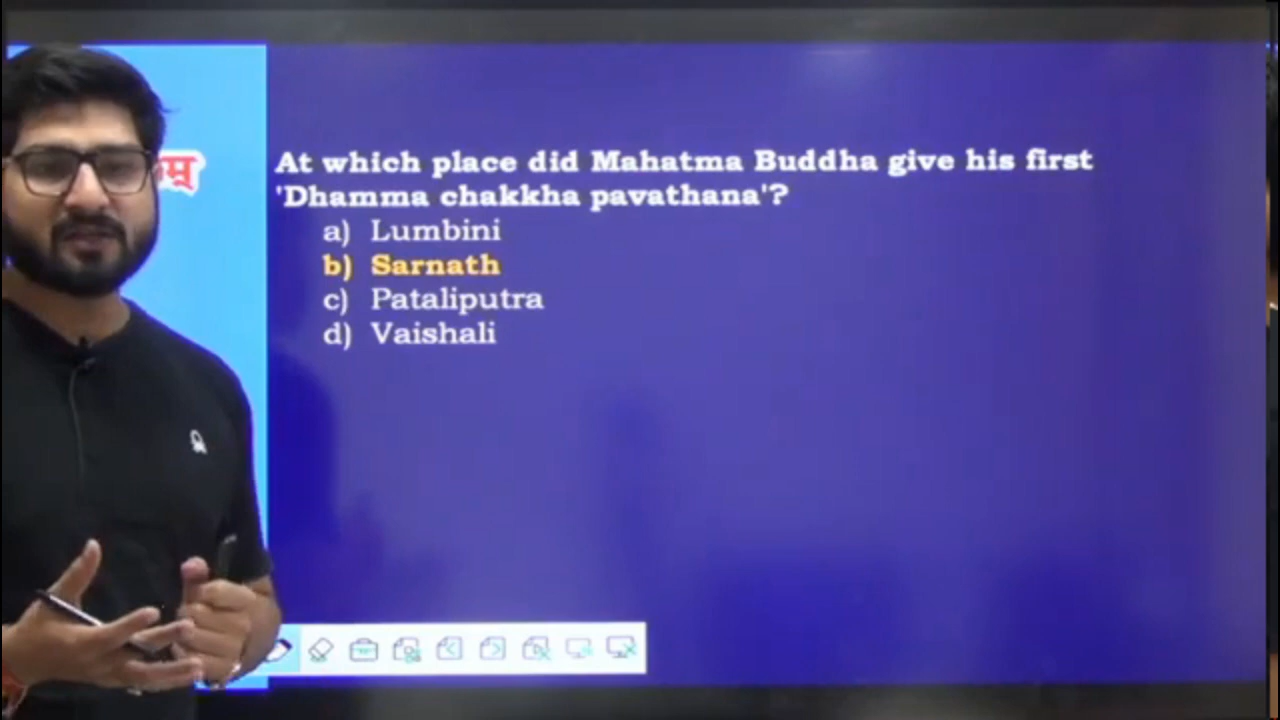 At which place did Mahatma Buddha give his first
'Dhamma chakkha pavathana'?
a) Lumbini
b) Sarnath
c) Pataliputra
d) Vaishali